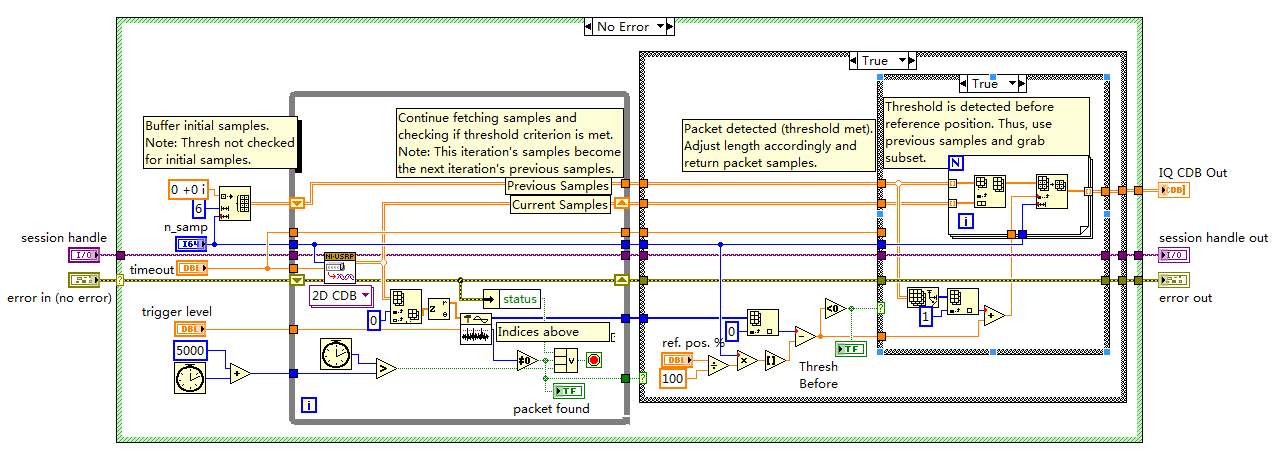 No Error
True
True
Buffer initial samples.
Note: Thresh not checked
for initial samples.
Continue fetching samples and
checking if threshold criterion is met.
Note: This iteration's samples become
the next iteration's previous samples.
Packet detected (threshold met).
Adjust length accordingly and
return packet samples.
Threshold is detected before
reference position. Thus, use
previous samples and grab
subset.
N
i
Previous Samples
Current Samples
0 +0 i
6
n_samp
I64
session handle
I/O
timeout
DBL
error in (no error)
NI-USRP
2D CDB
status
0
trigger level
DBL
5000
Indices above
≠0
V
TF
packet found
i
ref. pos. %
DBL
100
0
<0
TF
Thresh
Before
1
IQ CDB Out
CDB]
session handle out
I/O
error out